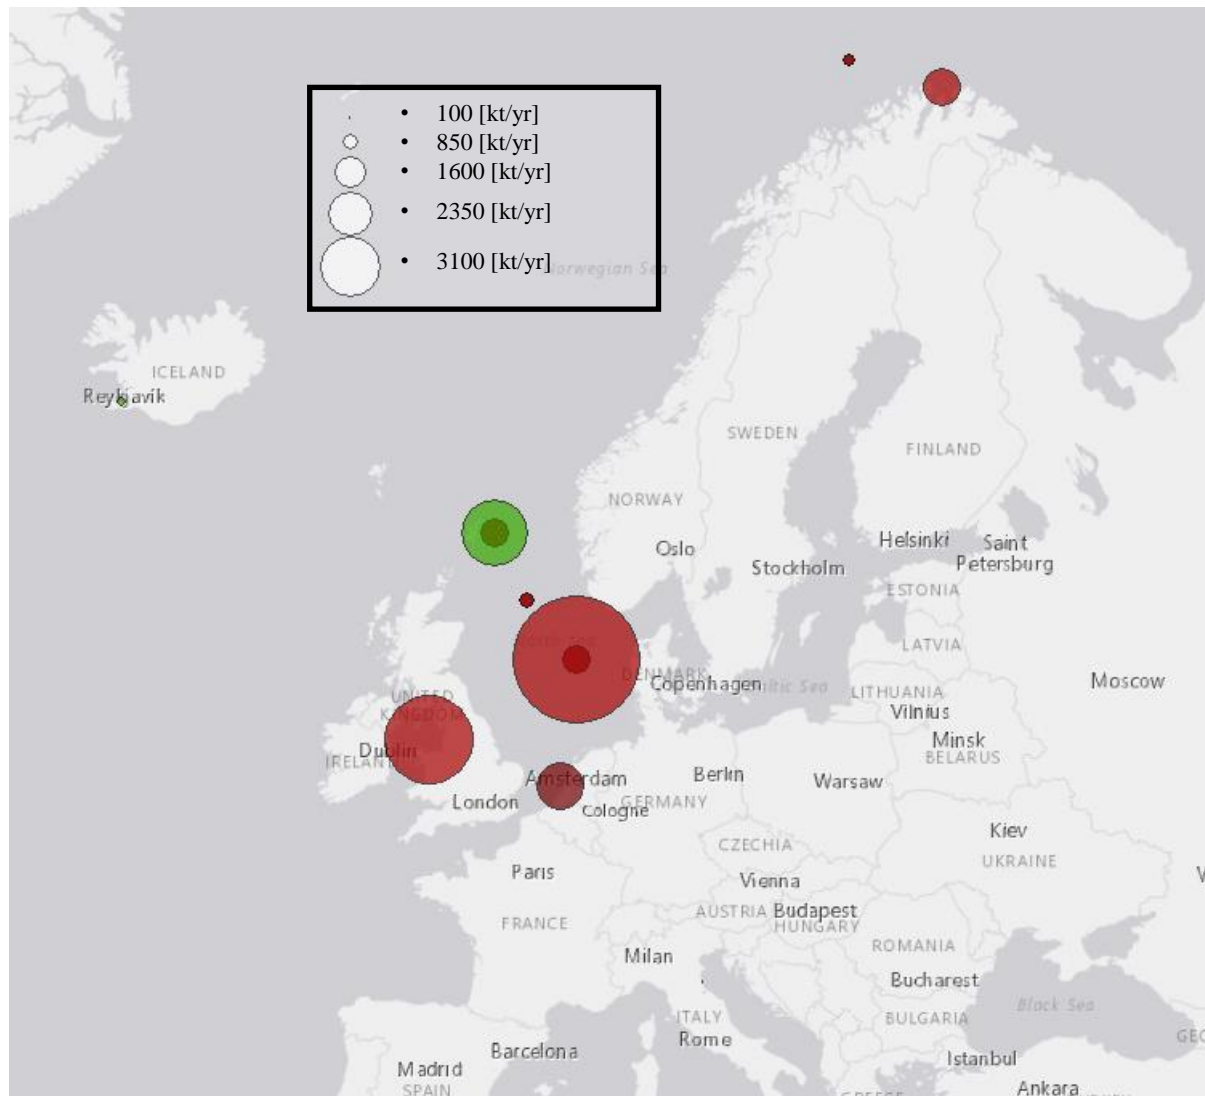 • 100 [kt/yr]
• 850 [kt/yr]
• 1600 [kt/yr]
• 2350 [kt/yr]
• 3100 [kt/yr]
Norwegian Sea
ICELAND
Reykjavik
SWEDEN
FINLAND
NORWAY
Oslo
Helsinki
Saint
Petersburg
Stockholm
ESTONIA
LATVIA
DENMARK
Copenhagen
Baltic Sea
LITHUANIA
Vilnius
Moscow
UNITED
KINGDOM
Dublin
IRELAND
Minsk
BELARUS
Amsterdam
Berlin
Warsaw
London
Cologne
GERMANY
Kiev
UKRAINE
CZECHIA
Paris
Vienna
AUSTRIA
Budapest
HUNGARY
FRANCE
ROMANIA
Milan
Bucharest
Black Sea
ITALY
Rome
BULGARIA
Barcelona
Istanbul
Madrid
SPAIN
Ankara
GREECE